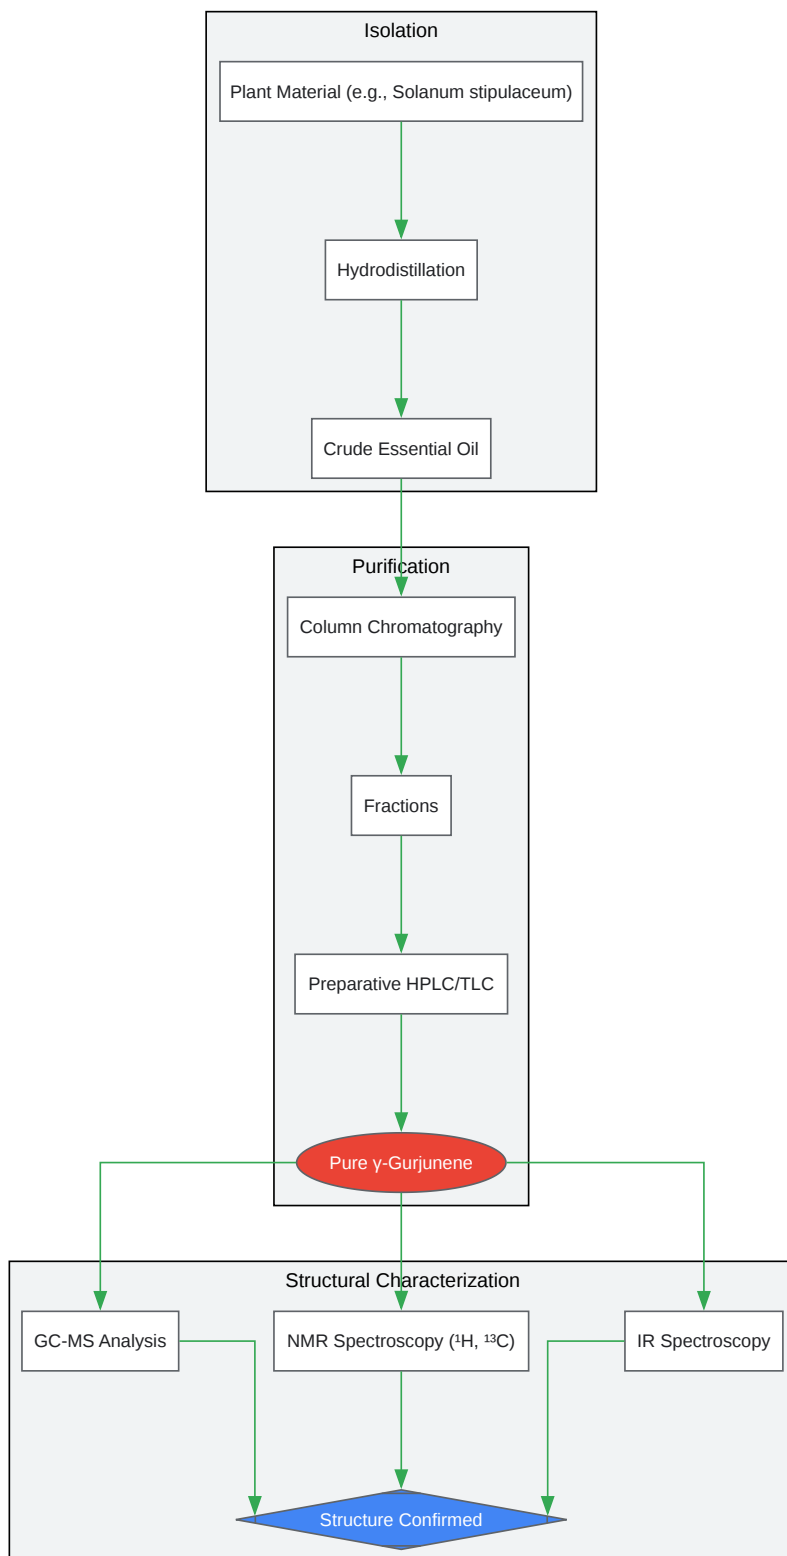 Isolation
Plant Material (e.g., Solanum stipulaceum)
Hydrodistillation
Crude Essential Oil
Purification
Column Chromatography
Fractions
Preparative HPLC/TLC
Pure γ-Gurjunene
Structural Characterization
GC-MS Analysis
NMR Spectroscopy (¹H, ¹³C)
IR Spectroscopy
Structure Confirmed